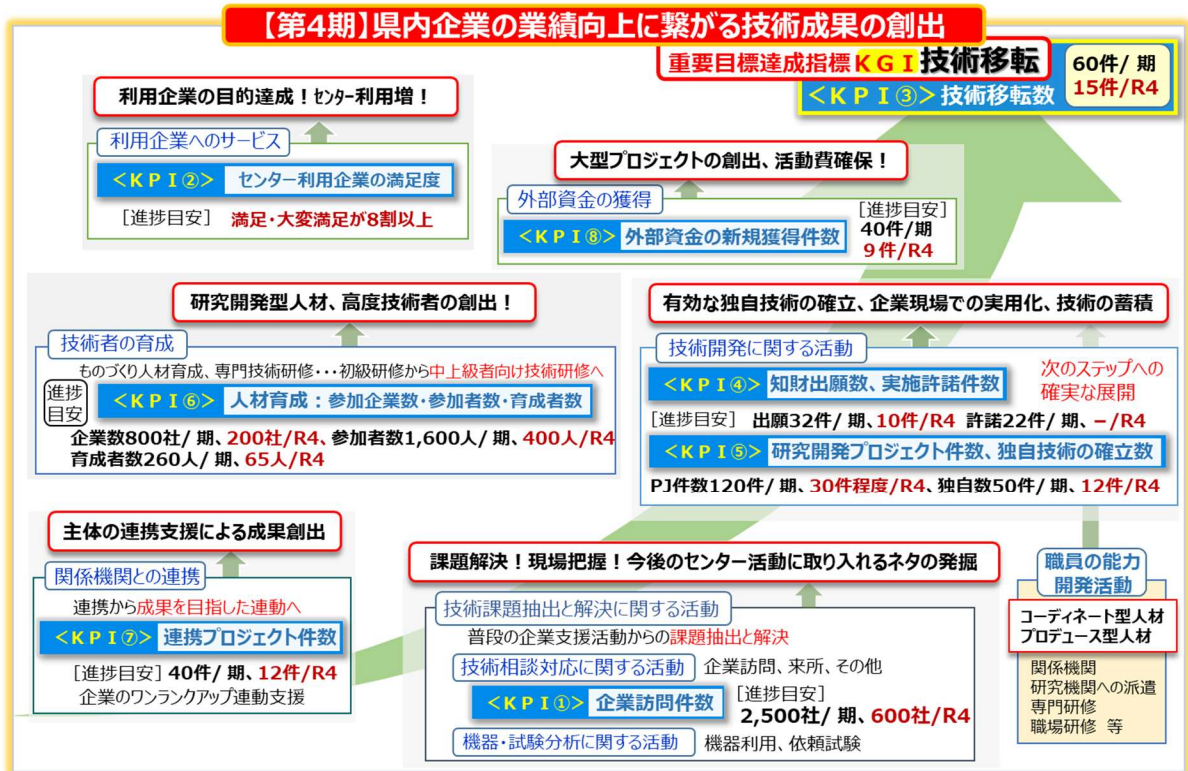 【第4期】県内企業の業績向上に繋がる技術成果の創出
重要目標達成指標KGI技術移転
＜KPI③＞技術移転数
60件/ 期
15件/R4
利用企業の目的達成！センター利用増！
利用企業へのサービス
＜KPI②＞ センター利用企業の満足度
［進捗目安］ 満足・大変満足が8割以上
大型プロジェクトの創出、活動費確保！
外部資金の獲得
＜KPI⑧＞ 外部資金の新規獲得件数
［進捗目安］
40件/期
9件/R4
研究開発型人材、高度技術者の創出！
技術者の育成
ものづくり人材育成、専門技術研修・・・初級研修から中上級者向け技術研修へ
進捗
目安
＜KPI⑥＞ 人材育成：参加企業数・参加者数・育成者数
企業数800社/ 期、200社/R4、参加者数1,600人/ 期、400人/R4
育成者数260人/ 期、65人/R4
有効な独自技術の確立、企業現場での実用化、技術の蓄積
技術開発に関する活動
次のステップへの
確実な展開
＜KPI④＞ 知財出願数、実施許諾件数
［進捗目安］ 出願32件/ 期、10件/R4 許諾22件/ 期、－/R4
＜KPI⑤＞ 研究開発プロジェクト件数、独自技術の確立数
PJ件数120件/ 期、30件程度/R4、独自数50件/ 期、12件/R4
主体の連携支援による成果創出
関係機関との連携
連携から成果を目指した連動へ
＜KPI⑦＞ 連携プロジェクト件数
［進捗目安］40件/ 期、12件/R4
企業のワンランクアップ連動支援
課題解決！現場把握！今後のセンター活動に取り入れるネタの発掘
技術課題抽出と解決に関する活動
普段の企業支援活動からの課題抽出と解決
技術相談対応に関する活動 企業訪問、来所、その他
＜KPI①＞ 企業訪問件数
［進捗目安］
2,500社/ 期、600社/R4
機器・試験分析に関する活動 機器利用、依頼試験
職員の能力
開発活動
コーディネート型人材
プロデュース型人材
関係機関
研究機関への派遣
専門研修
職場研修 等